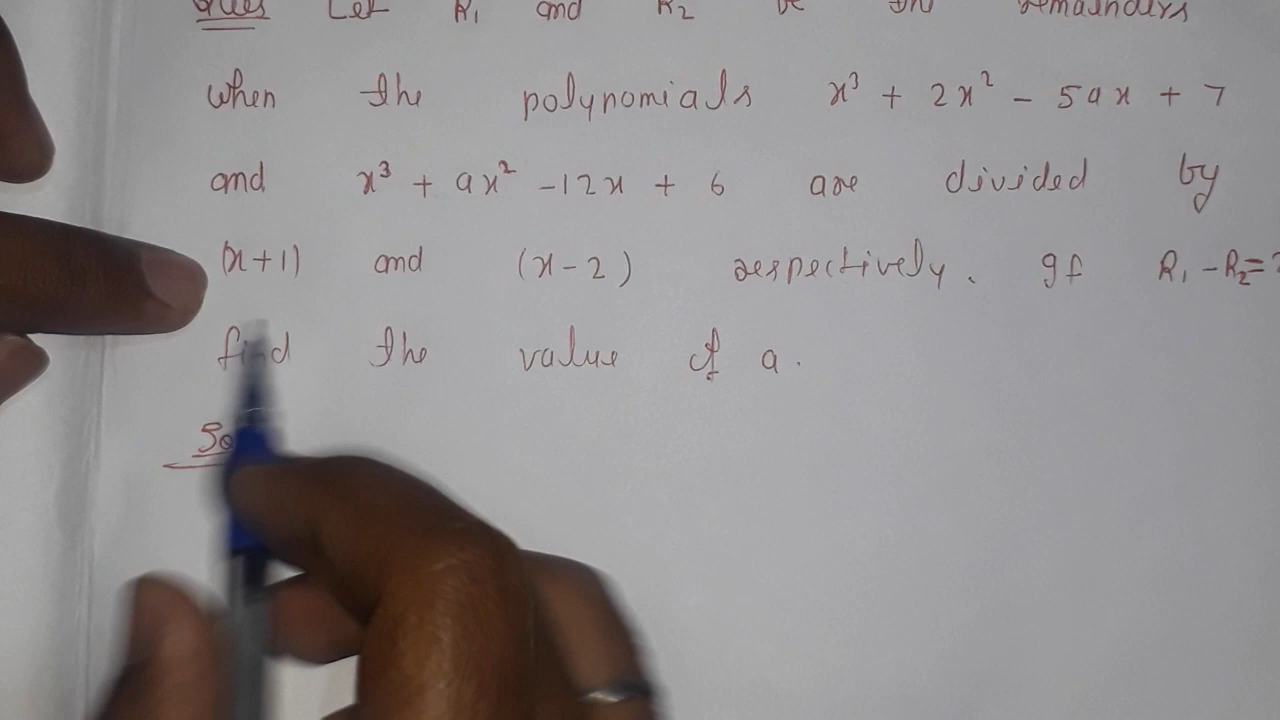 Ques Let R₁ and R₂ be the remainders
when the polynomials x³ + 2x² - 5ax + 7
and x³ + ax² - 12x + 6 are divided by
(x+1) and (x-2) respectively. If R₁ - R₂ =
find the value of a.
So